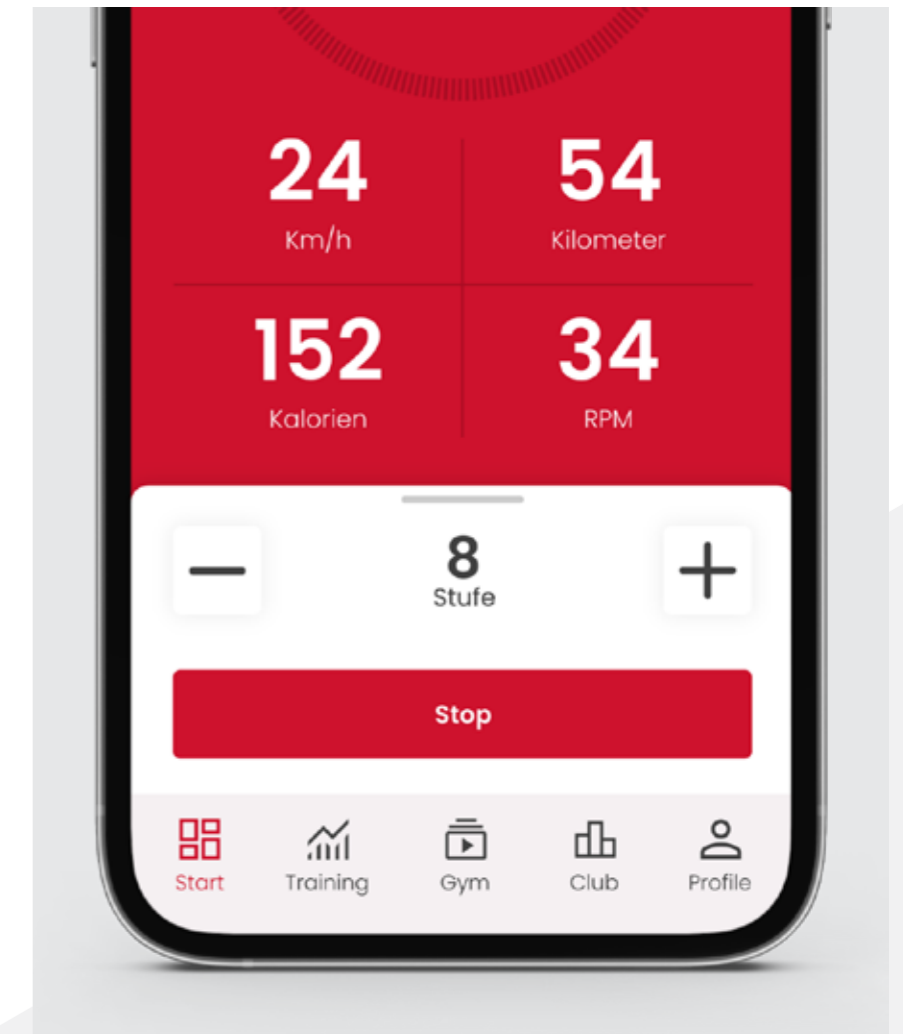 24
54
Km/h
Kilometer
152
34
Kalorien
RPM
8
Stufe
Stop
Start
Training
Gym
Club
Profile